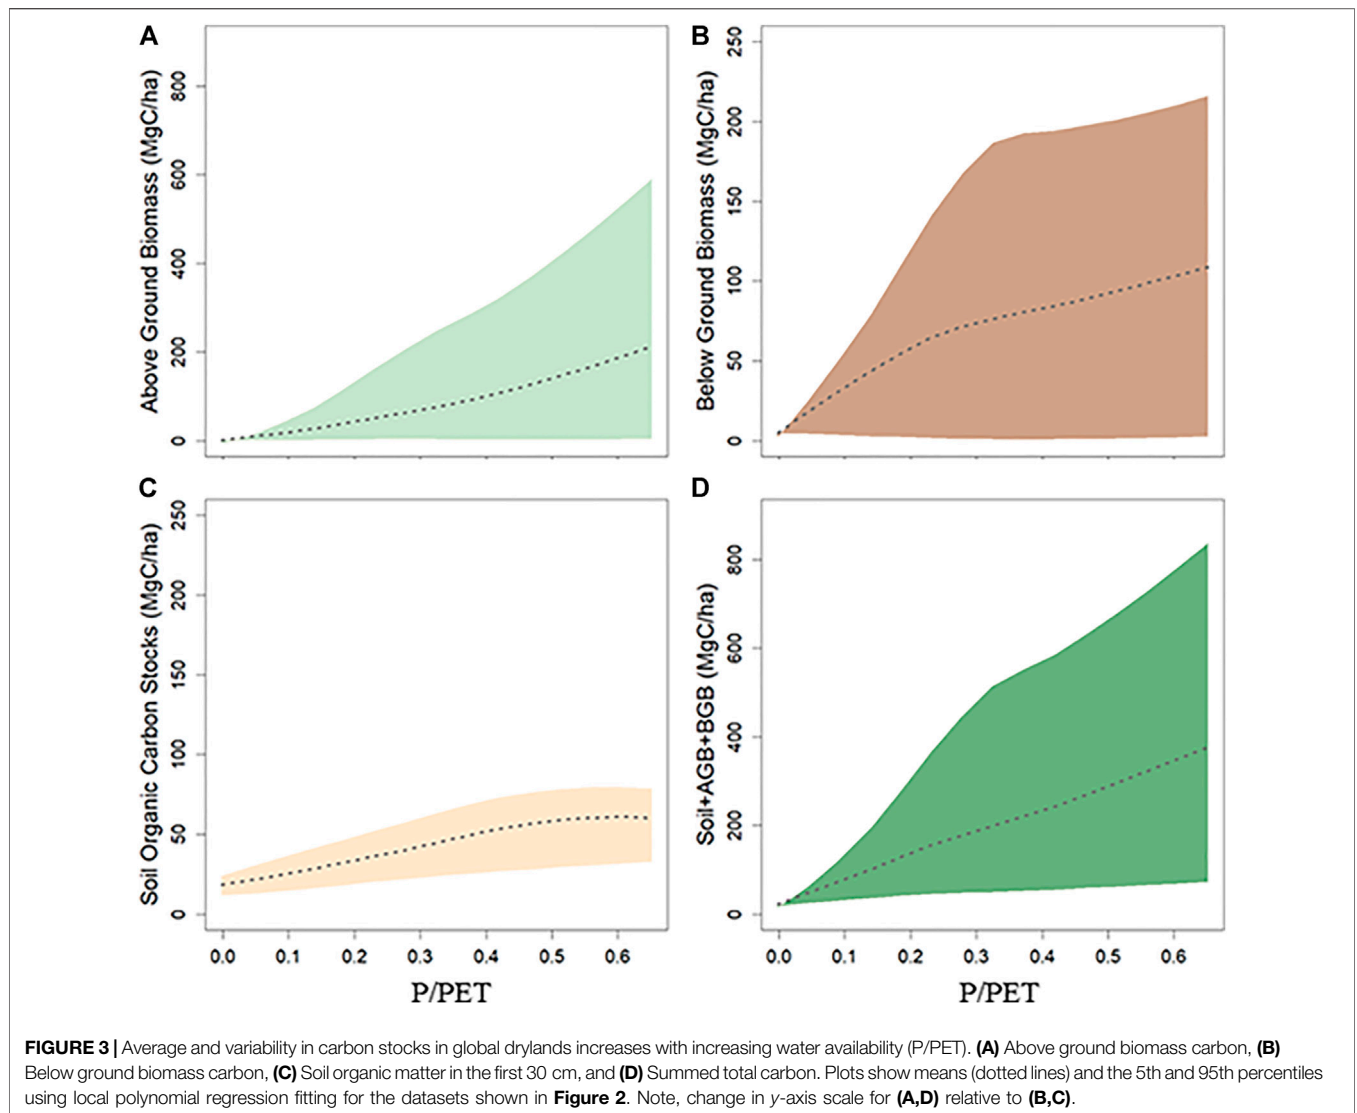 A
Above Ground Biomass (MgC/ha)
800
600
400
200
0
B
Below Ground Biomass (MgC/ha)
250
200
150
100
50
0
C
Soil Organic Carbon Stocks (MgC/ha)
250
200
150
100
50
0
0.0 0.1 0.2 0.3 0.4 0.5 0.6
P/PET
D
Soil+AGB+BGB (MgC/ha)
800
600
400
200
0
0.0 0.1 0.2 0.3 0.4 0.5 0.6
P/PET
FIGURE 3 | Average and variability in carbon stocks in global drylands increases with increasing water availability (P/PET). (A) Above ground biomass carbon, (B)
Below ground biomass carbon, (C) Soil organic matter in the first 30 cm, and (D) Summed total carbon. Plots show means (dotted lines) and the 5th and 95th percentiles
using local polynomial regression fitting for the datasets shown in Figure 2. Note, change in y-axis scale for (A,D) relative to (B,C).